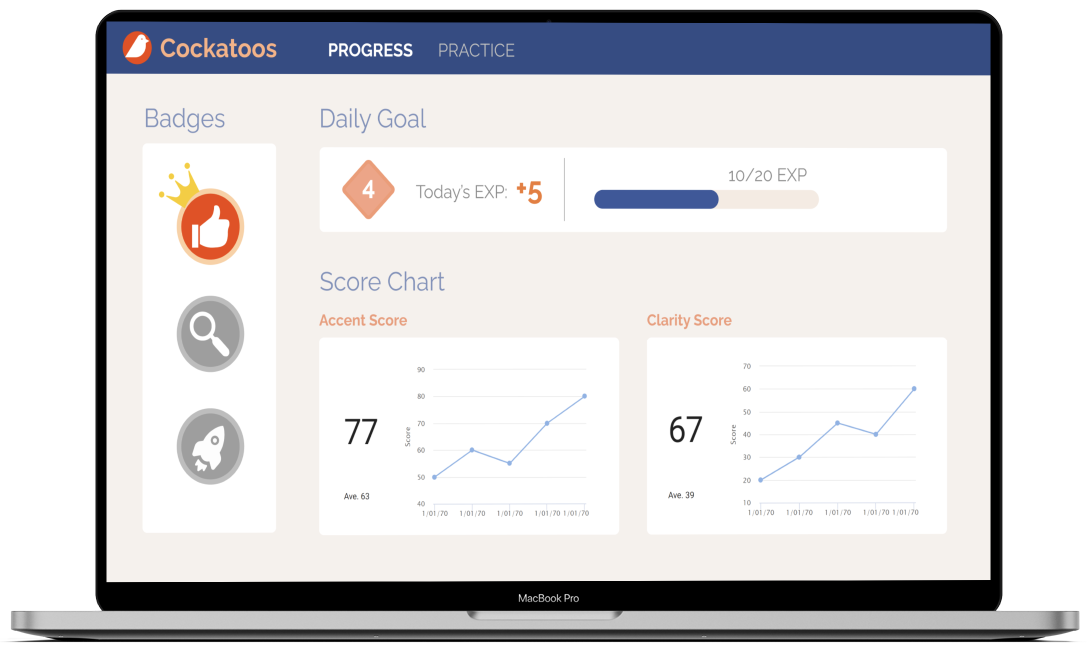 Cockatoos
PROGRESS PRACTICE
Badges
Daily Goal
4
Today's EXP: +5
10/20 EXP
Score Chart
Accent Score
77
Ave. 63
Score
90
80
70
60
50
40
1/01/70 1/01/70 1/01/70 1/01/70 1/01/70
Clarity Score
67
Ave. 39
Score
70
60
50
40
30
20
10
1/01/70 1/01/70 1/01/70 1/01/70 1/01/70
MacBook Pro